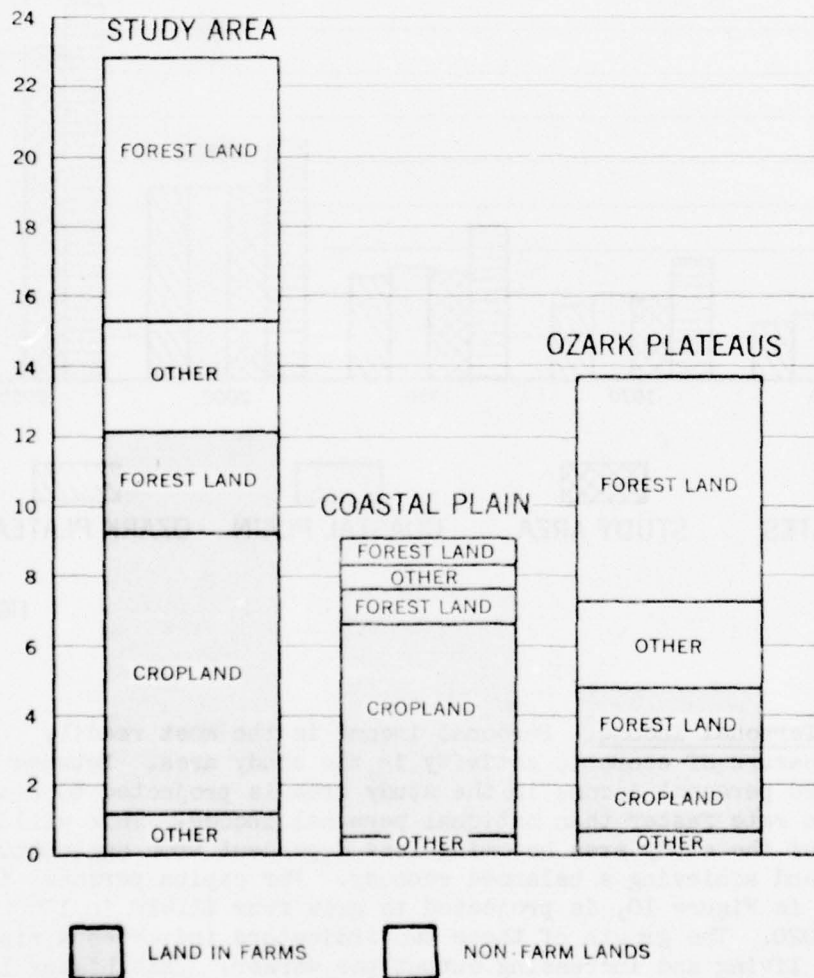 24
22
20
18
16
14
12
10
8
6
4
2
0
STUDY AREA
FOREST LAND
OTHER
FOREST LAND
CROPLAND
OTHER
COASTAL PLAIN
FOREST LAND
OTHER
FOREST LAND
CROPLAND
OTHER
OZARK PLATEAUS
FOREST LAND
OTHER
FOREST LAND
CROPLAND
OTHER
LAND IN FARMS
NON-FARM LANDS